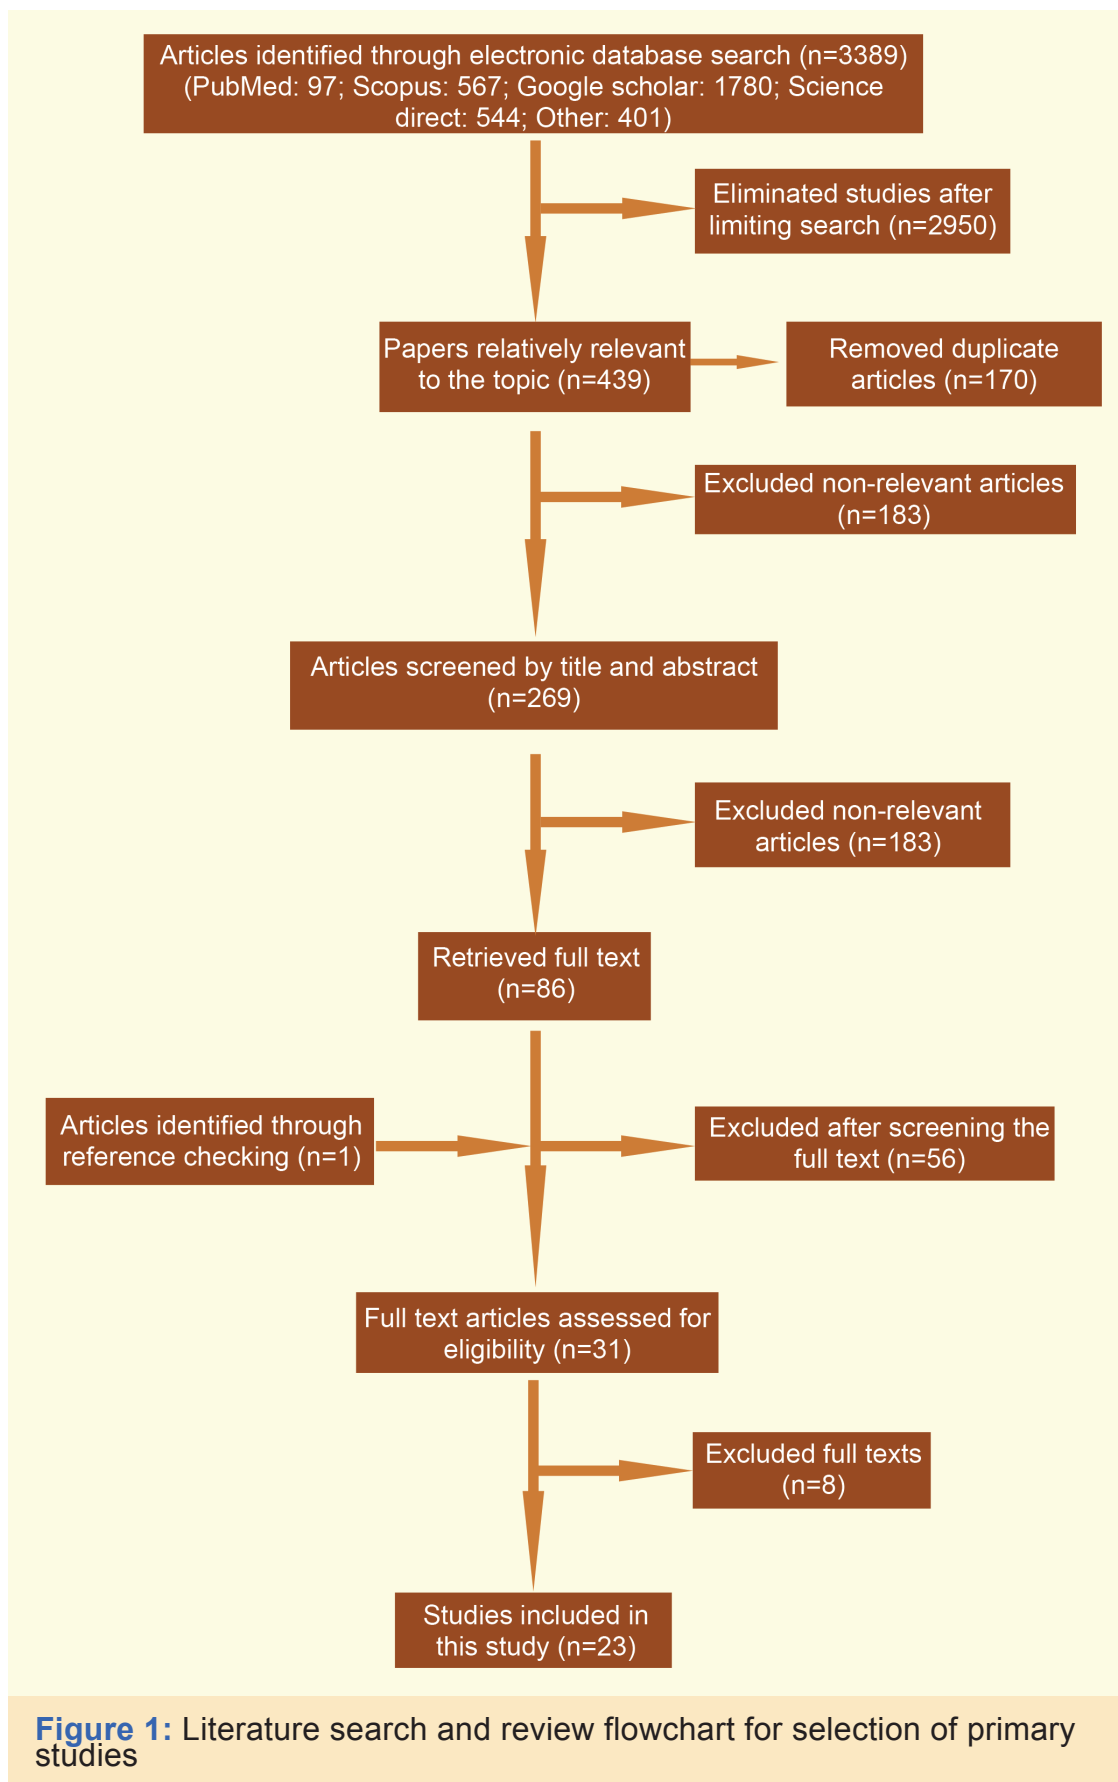 Articles identified through electronic database search (n=3389)
(PubMed: 97; Scopus: 567; Google scholar: 1780; Science
direct: 544; Other: 401)
Eliminated studies after
limiting search (n=2950)
Papers relatively relevant
to the topic (n=439)
Removed duplicate
articles (n=170)
Excluded non-relevant articles
(n=183)
Articles screened by title and abstract
(n=269)
Excluded non-relevant
articles (n=183)
Retrieved full text
(n=86)
Articles identified through
reference checking (n=1)
Excluded after screening the
full text (n=56)
Full text articles assessed for
eligibility (n=31)
Excluded full texts
(n=8)
Studies included in
this study (n=23)
Figure 1: Literature search and review flowchart for selection of primary
studies